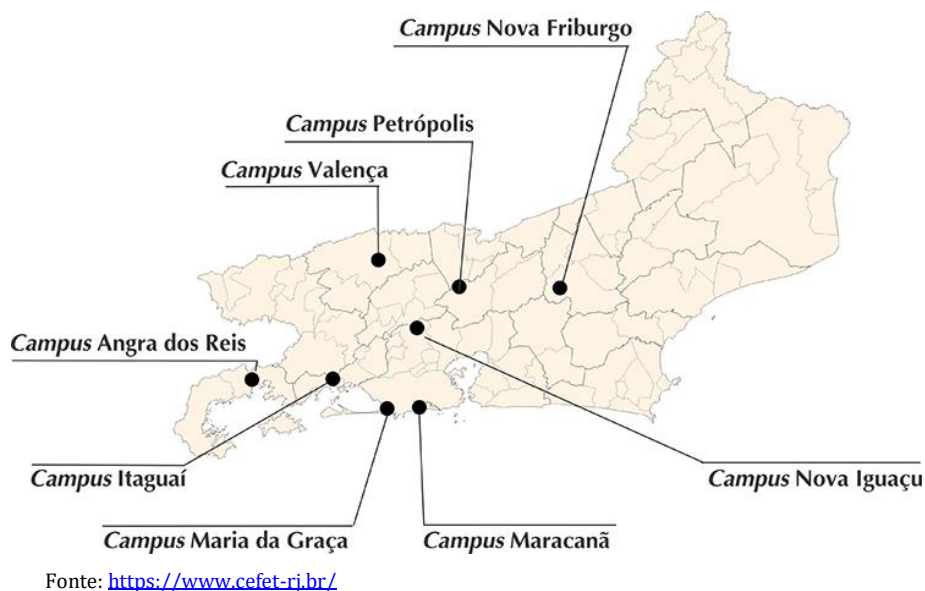 Campus Nova Friburgo
Campus Petrópolis
Campus Valença
Campus Angra dos Reis
Campus Itaguaí
Campus Nova Iguaçu
Campus Maria da Graça
Campus Maracanã
Fonte: https://www.cefet-rj.br/